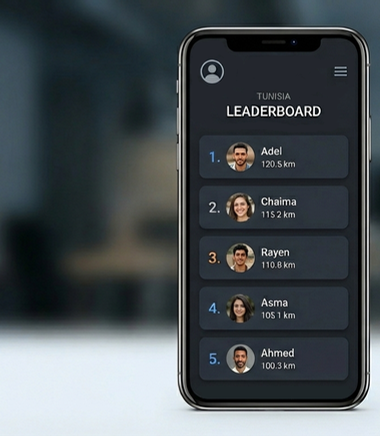 TUNISIA
LEADERBOARD
1.
Adel
120.5 km
2.
Chaima
115.2 km
3.
Rayen
110.8 km
4.
Asma
105.1 km
5.
Ahmed
100.3 km